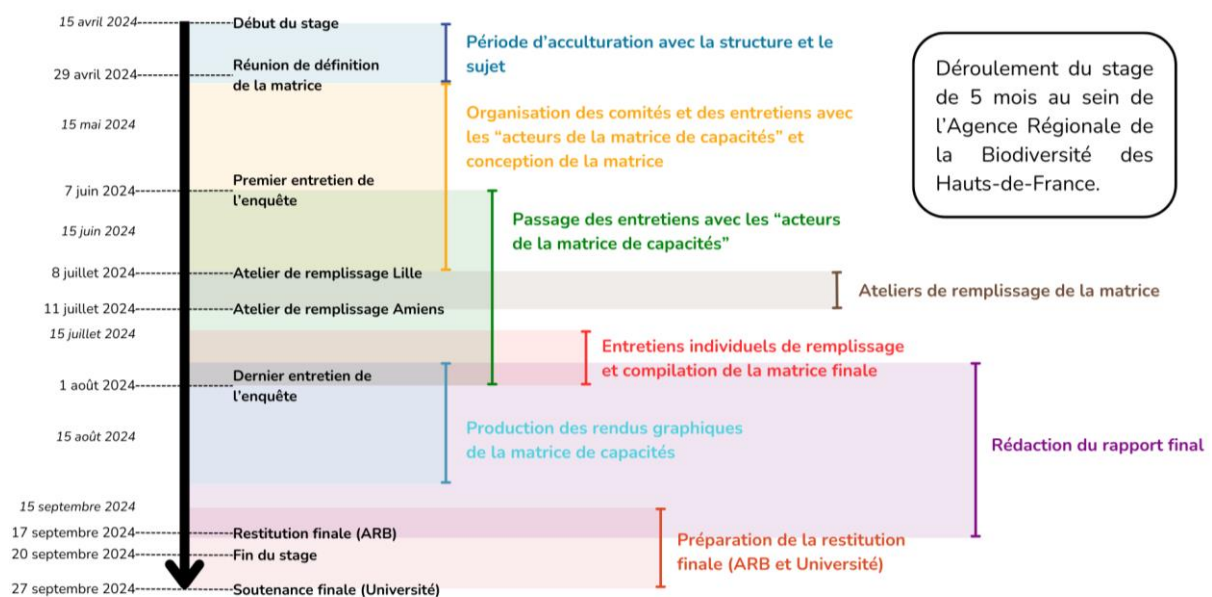 15 avril 2024
Début du stage
Période d’acculturation avec la structure et le
sujet
Réunion de définition
de la matrice
29 avril 2024
Déroulement du stage
de 5 mois au sein de
l’Agence Régionale de
la Biodiversité des
Hauts-de-France.
Organisation des comités et des entretiens avec
les “acteurs de la matrice de capacités” et
conception de la matrice
15 mai 2024
Premier entretien de
l’enquête
7 juin 2024
Passage des entretiens avec les “acteurs
de la matrice de capacités”
15 juin 2024
8 juillet 2024
Atelier de remplissage Lille
Ateliers de remplissage de la matrice
11 juillet 2024
Atelier de remplissage Amiens
15 juillet 2024
Entretiens individuels de remplissage
et compilation de la matrice finale
Dernier entretien de
l’enquête
1 août 2024
Production des rendus graphiques
de la matrice de capacités
15 août 2024
Rédaction du rapport final
15 septembre 2024
17 septembre 2024
Restitution finale (ARB)
Préparation de la restitution
finale (ARB et Université)
20 septembre 2024
Fin du stage
27 septembre 2024
Soutenance finale (Université)